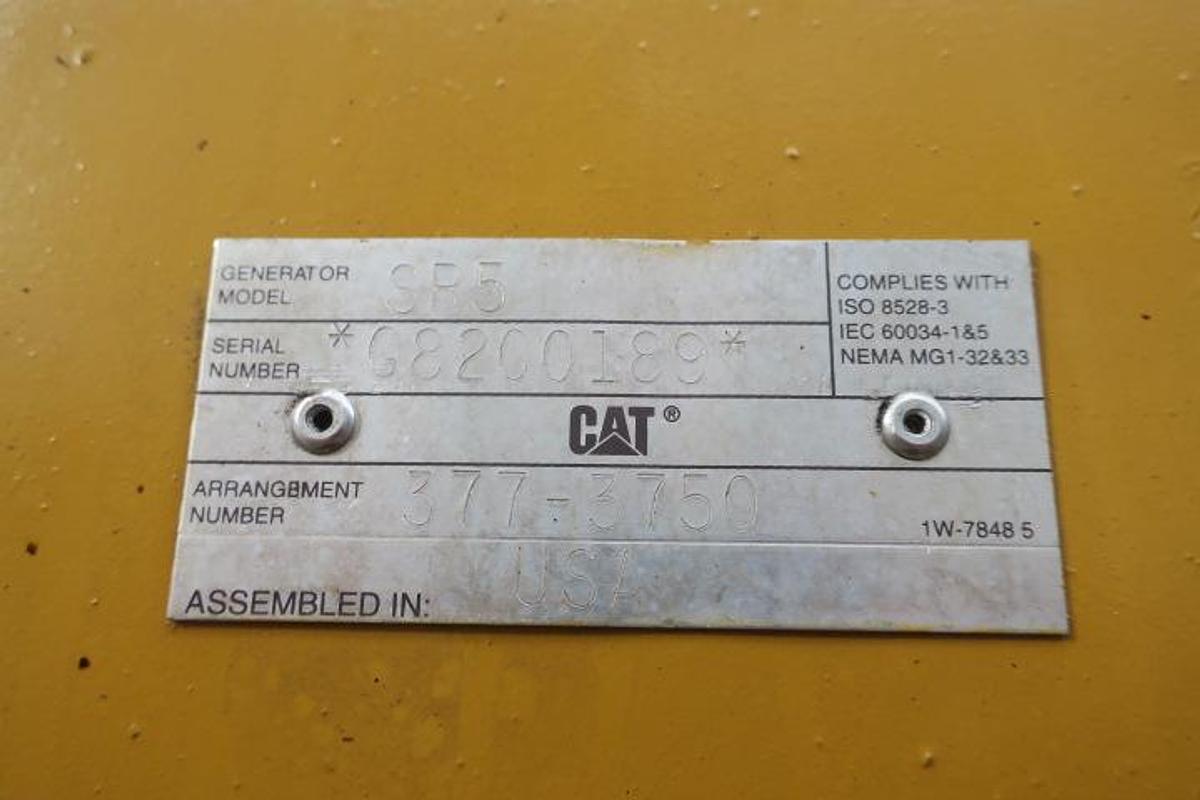 GENERATOR
MODEL SR5
SERIAL
NUMBER *G82G0189*
COMPLIES WITH
ISO 8528-3
IEC 60034-1&5
NEMA MG1-32&33
CAT®
ARRANGEMENT
NUMBER 377-3750
1W-7848 5
ASSEMBLED IN: USA